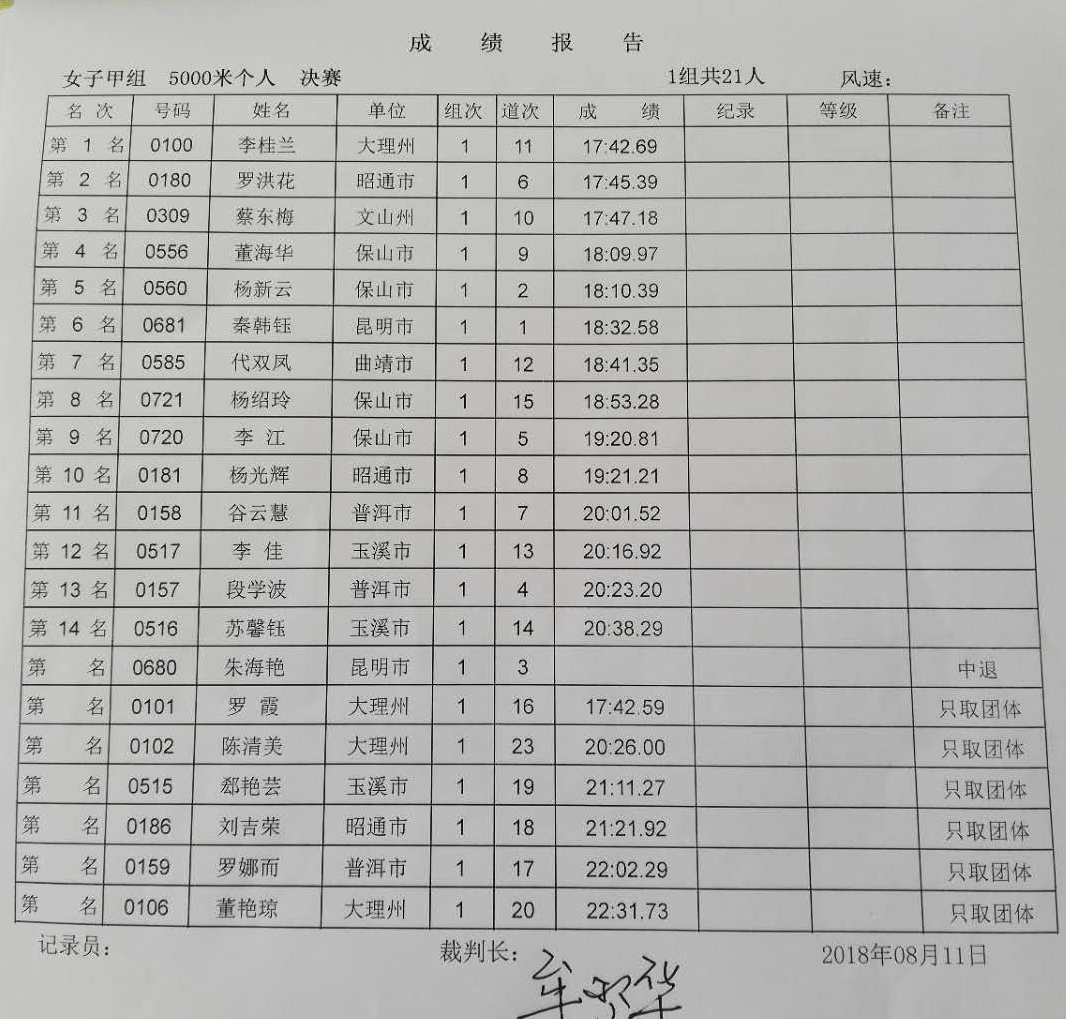 成 绩 报 告
女子甲组 5000米个人 决赛 1组共21人 风速：
名次 号码 姓名 单位 组次 道次 成 绩 纪录 等级 备注
第 1 名 0100 李桂兰 大理州 1 11 17:42.69
第 2 名 0180 罗洪花 昭通市 1 6 17:45.39
第 3 名 0309 蔡东梅 文山州 1 10 17:47.18
第 4 名 0556 董海华 保山市 1 9 18:09.97
第 5 名 0560 杨新云 保山市 1 2 18:10.39
第 6 名 0681 秦韩钰 昆明市 1 1 18:32.58
第 7 名 0585 代双凤 曲靖市 1 12 18:41.35
第 8 名 0721 杨绍玲 保山市 1 15 18:53.28
第 9 名 0720 李 江 保山市 1 5 19:20.81
第 10 名 0181 杨光辉 昭通市 1 8 19:21.21
第 11 名 0158 谷云慧 普洱市 1 7 20:01.52
第 12 名 0517 李 佳 玉溪市 1 13 20:16.92
第 13 名 0157 段学波 普洱市 1 4 20:23.20
第 14 名 0516 苏馨钰 玉溪市 1 14 20:38.29
第 名 0680 朱海艳 昆明市 1 3 中退
第 名 0101 罗 霞 大理州 1 16 17:42.59 只取团体
第 名 0102 陈清美 大理州 1 23 20:26.00 只取团体
第 名 0515 郄艳芸 玉溪市 1 19 21:11.27 只取团体
第 名 0186 刘吉荣 昭通市 1 18 21:21.92 只取团体
第 名 0159 罗娜而 普洱市 1 17 22:02.29 只取团体
第 名 0106 董艳琼 大理州 1 20 22:31.73 只取团体
记录员： 裁判长： 2018年08月11日